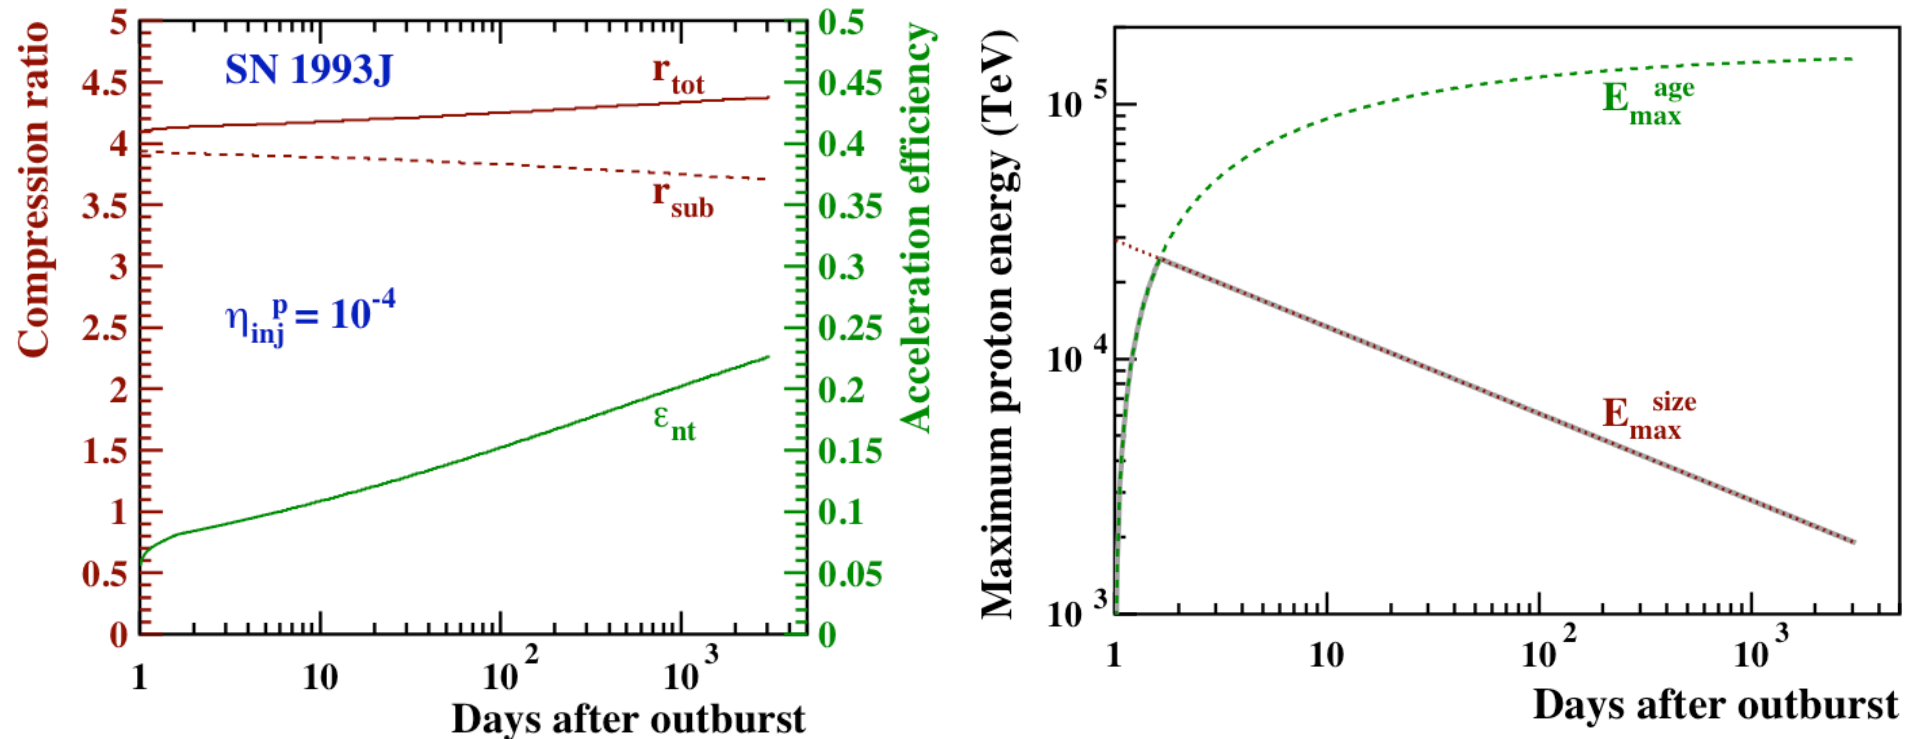 Compression ratio
5
4.5
4
3.5
3
2.5
2
1.5
1
0.5
0
SN 1993J
r_tot
r_sub
η_inj^p = 10^-4
ε_nt
0.5
0.45
0.4
0.35
0.3
0.25
0.2
0.15
0.1
0.05
0
Acceleration efficiency
1 10 10^2 10^3
Days after outburst
Maximum proton energy (TeV)
10^5
10^4
10^3
E_max^age
E_max^size
1 10 10^2 10^3
Days after outburst